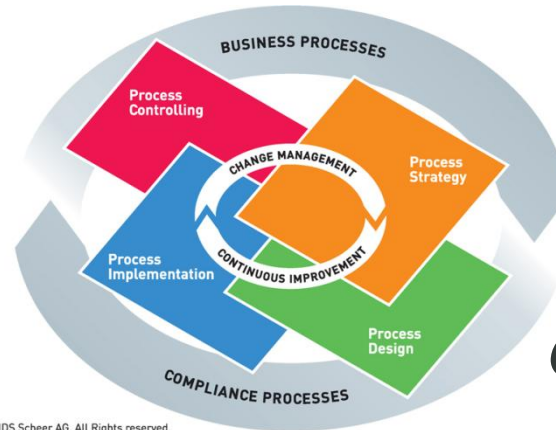 BUSINESS PROCESSES
Process
Controlling
CHANGE MANAGEMENT
Process
Strategy
Process
Implementation
CONTINUOUS IMPROVEMENT
Process
Design
COMPLIANCE PROCESSES
IDS Scheer AG. All Rights reserved